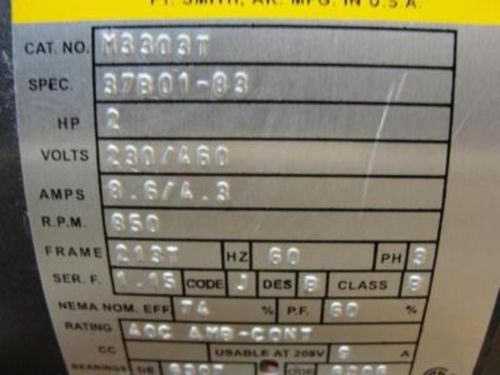 FT. SMITH, AR. MFG. IN U.S.A.
CAT. NO. M3303T
SPEC. 37B01-83
HP 2
VOLTS 230/460
AMPS 8.6/4.3
R.P.M. 850
FRAME 213T HZ 60 PH 3
SER. F. 1.15 CODE J DES B CLASS B
NEMA NOM. EFF. 74 % P.F. 60 %
RATING 40C AMB-CONT
CC USABLE AT 208V 9 A
BEARINGS DE 6307 ODE 6206